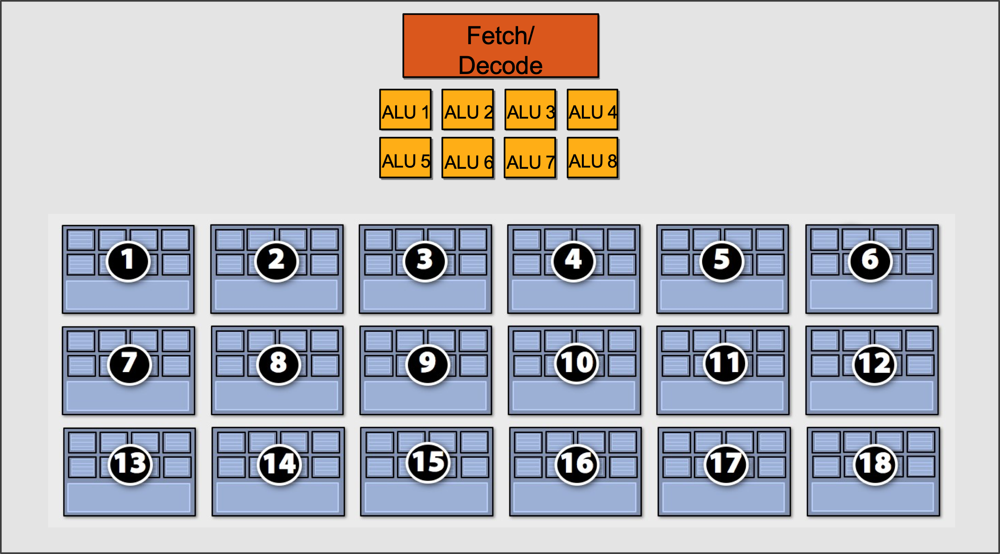 Fetch/
Decode
ALU 1 ALU 2 ALU 3 ALU 4
ALU 5 ALU 6 ALU 7 ALU 8
1 2 3 4 5 6
7 8 9 10 11 12
13 14 15 16 17 18